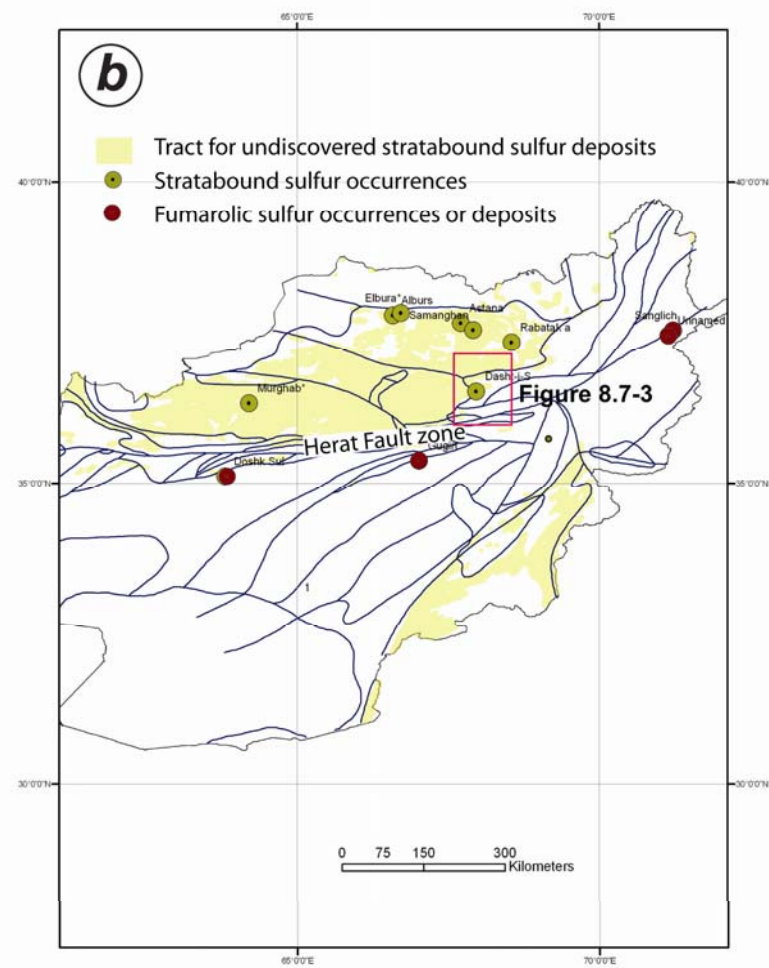 65°0'0"E 70°0'0"E
b
Tract for undiscovered stratabound sulfur deposits
40°0'0"N 40°0'0"N
Stratabound sulfur occurrences
Fumarolic sulfur occurrences or deposits
Elbura* Alburs
Astana
Samanghan
Sanglich Unnamed
Rabatak a
Dasht-i-S
Murghab*
Figure 8.7-3
Herat Fault zone
Doshk Sul
35°0'0"N 35°0'0"N
1
30°0'0"N 30°0'0"N
0 75 150 300
Kilometers
65°0'0"E 70°0'0"E